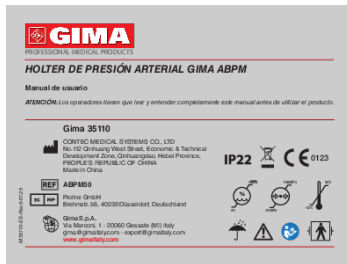 GIMA
PROFESSIONAL MEDICAL PRODUCTS
HOLTER DE PRESIÓN ARTERIAL GIMA ABPM
Manual de usuario
ATENCIÓN: Los operadores tienen que leer y entender completamente este manual antes de utilizar el producto.
Gima 35110
CONTEC MEDICAL SYSTEMS CO., LTD
No.112 Qinhuang West Street, Economic & Technical
Development Zone, Qinhuangdao, Hebei Province,
PEOPLE'S REPUBLIC OF CHINA
Made in China
REF ABPM50
EC REP Prolinx GmbH
Brehmstr. 56, 40239 Düsseldorf, Deutschland
Gima S.p.A.
Via Marconi, 1 - 20060 Gessate (MI) Italy
gima@gimaitaly.com - export@gimaitaly.com
www.gimaitaly.com
IP22
CE 0123